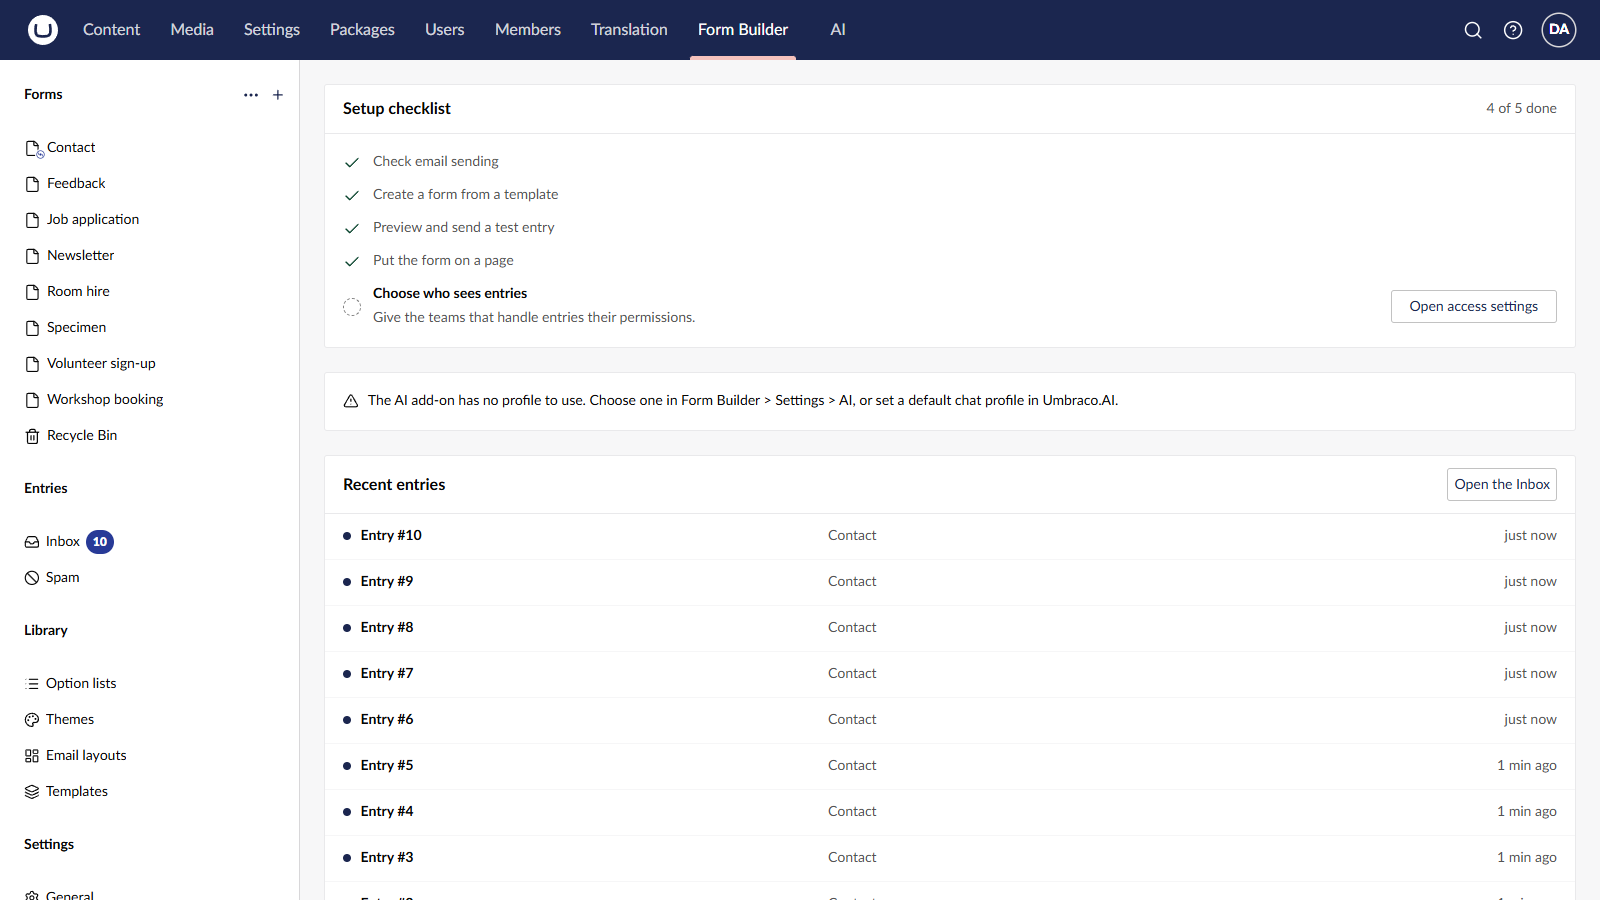 Content Media Settings Packages Users Members Translation Form Builder AI DA
Forms
Contact
Feedback
Job application
Newsletter
Room hire
Specimen
Volunteer sign-up
Workshop booking
Recycle Bin
Entries
Inbox 10
Spam
Library
Option lists
Themes
Email layouts
Templates
Settings
General
Setup checklist 4 of 5 done
Check email sending
Create a form from a template
Preview and send a test entry
Put the form on a page
Choose who sees entries
Give the teams that handle entries their permissions.
Open access settings
The AI add-on has no profile to use. Choose one in Form Builder > Settings > AI, or set a default chat profile in Umbraco.AI.
Recent entries Open the Inbox
Entry #10 Contact just now
Entry #9 Contact just now
Entry #8 Contact just now
Entry #7 Contact just now
Entry #6 Contact just now
Entry #5 Contact 1 min ago
Entry #4 Contact 1 min ago
Entry #3 Contact 1 min ago